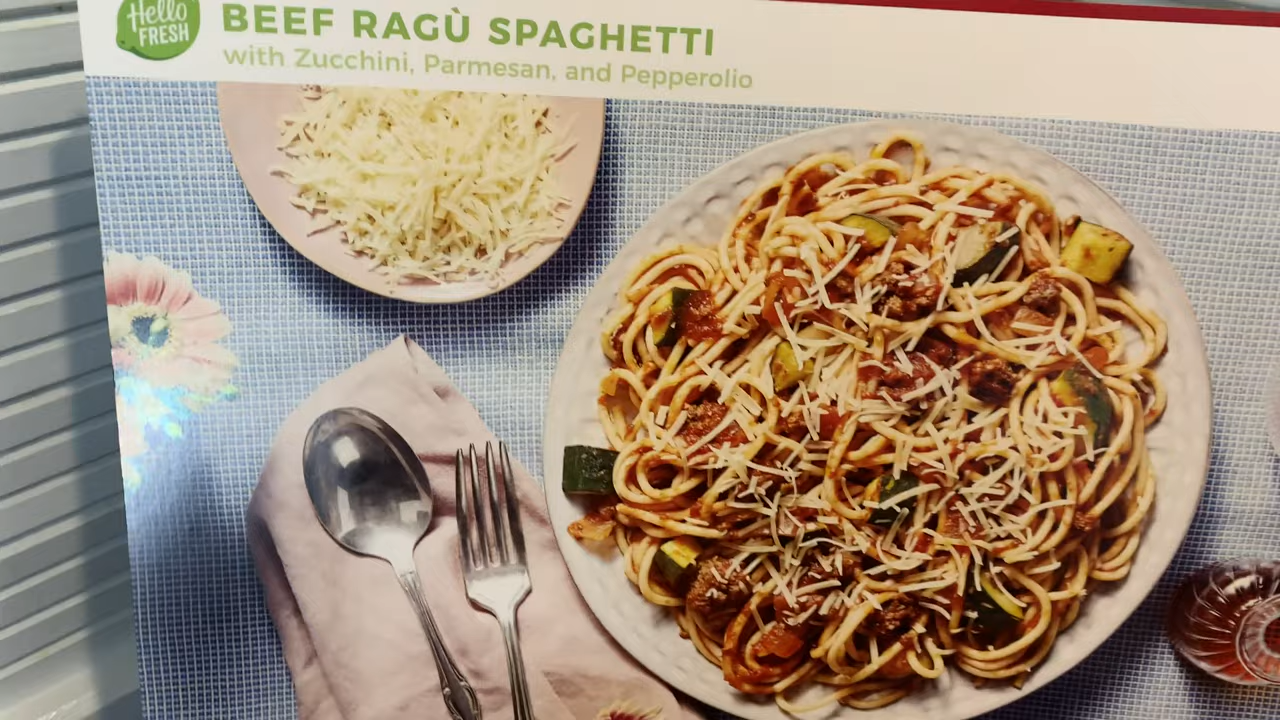 Hello
FRESH
BEEF RAGÙ SPAGHETTI
with Zucchini, Parmesan, and Pepperolio